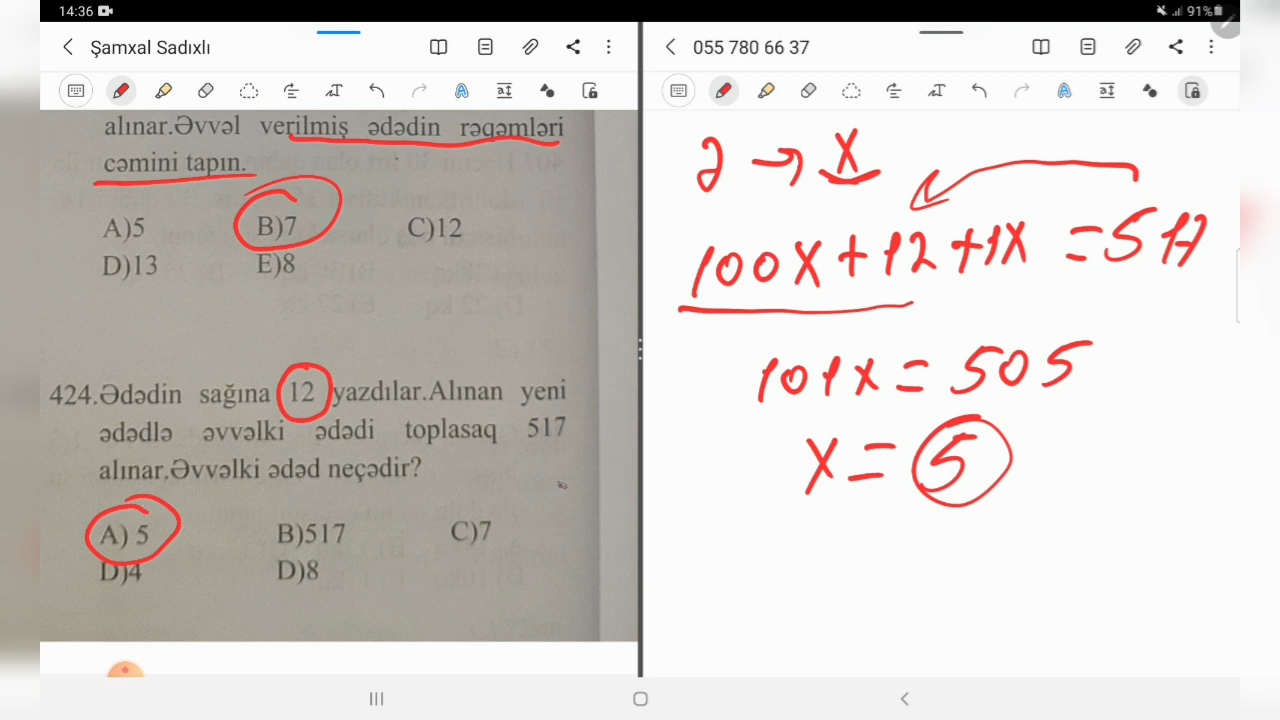 14:36
91%
Şamxal Sadıxlı
alınar.Əvvəl verilmiş ədədin rəqəmləri
cəmini tapın.
A)5 B)7 C)12
D)13 E)8
424.Ədədin sağına 12 yazdılar.Alınan yeni
ədədlə əvvəlki ədədi toplasaq 517
alınar.Əvvəlki ədəd neçədir?
A) 5 B)517 C)7
D)4 D)8
055 780 66 37
2 → X
100X + 12 + 1X = 517
101X = 505
X = 5